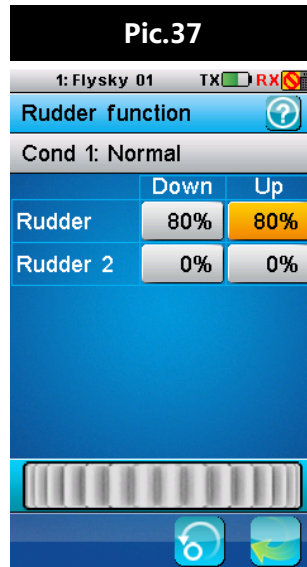 Pic.37
1: Flysky 01 TX RX
Rudder function ?
Cond 1: Normal
Down Up
Rudder 80% 80%
Rudder 2 0% 0%